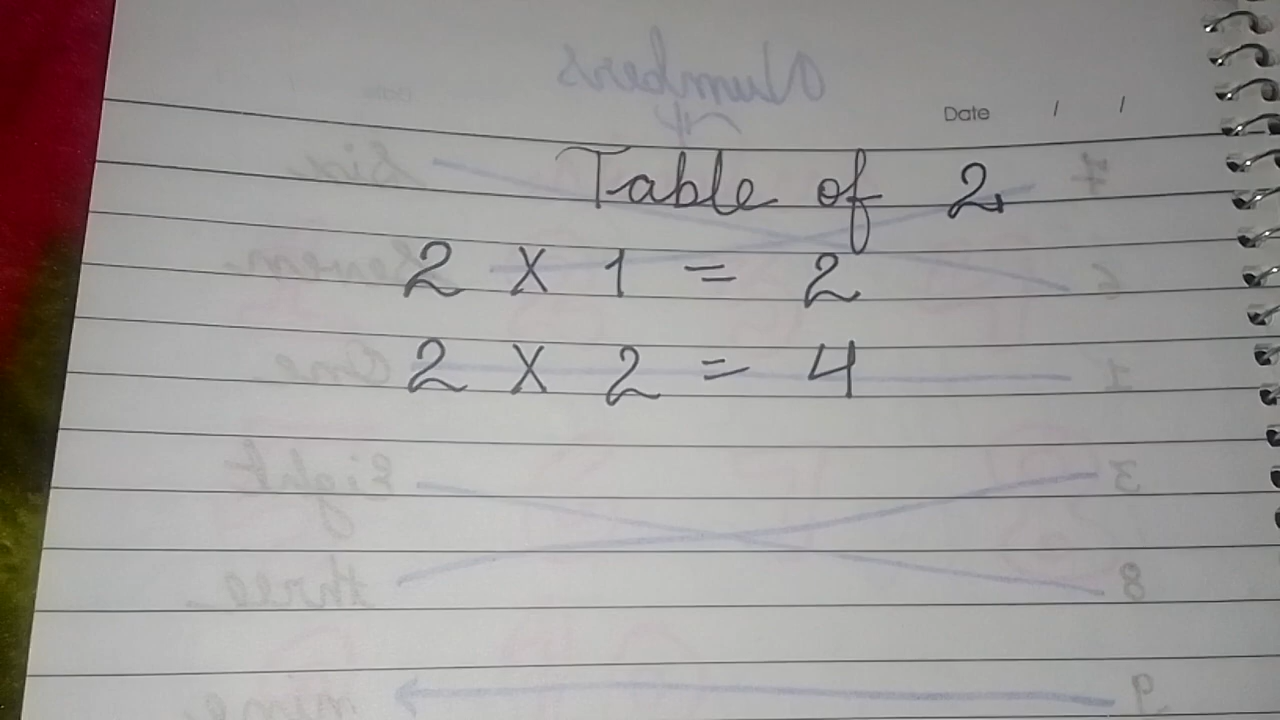 Date / /
Table of 2
2 X 1 = 2
2 X 2 = 4